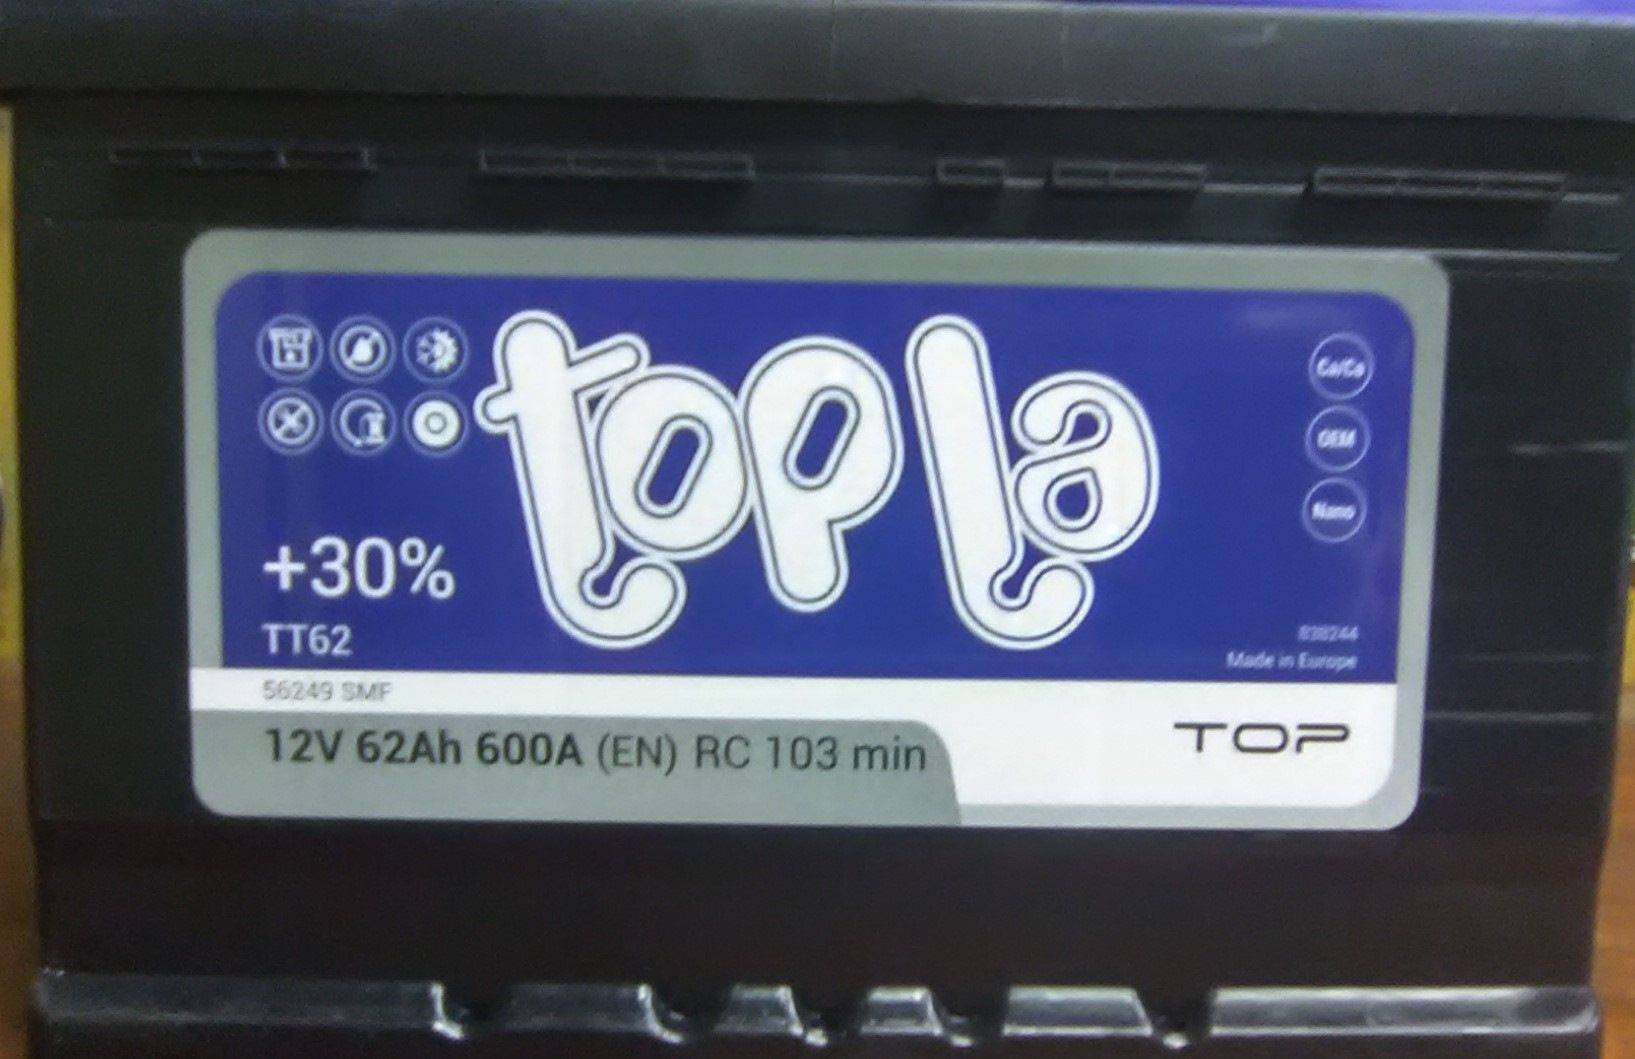 topla
Ca/Ca
OEM
Nano
+30%
TT62
838244
Made in Europe
56249 SMF
12V 62Ah 600A (EN) RC 103 min
TOP